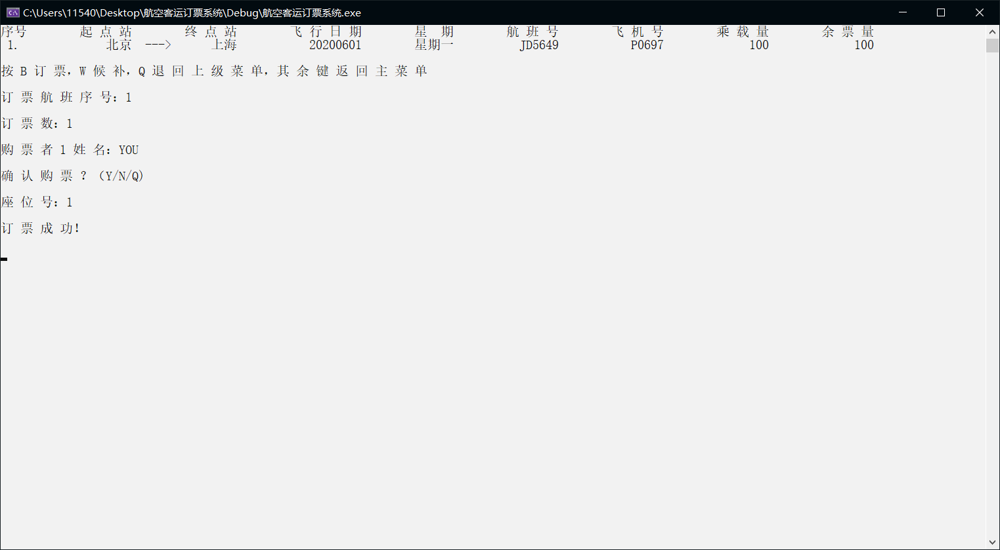 C:\Users\11540\Desktop\航空客运订票系统\Debug\航空客运订票系统.exe
序号 起 点 站 终 点 站 飞 行 日 期 星 期 航 班 号 飞 机 号 乘 载 量 余 票 量
1. 北京 ---> 上海 20200601 星期一 JD5649 P0697 100 100
按 B 订 票，W 候 补，Q 退 回 上 级 菜 单，其 余 键 返 回 主 菜 单
订 票 航 班 序 号：1
订 票 数：1
购 票 者 1 姓 名：YOU
确 认 购 票 ？（Y/N/Q)
座 位 号：1
订 票 成 功！